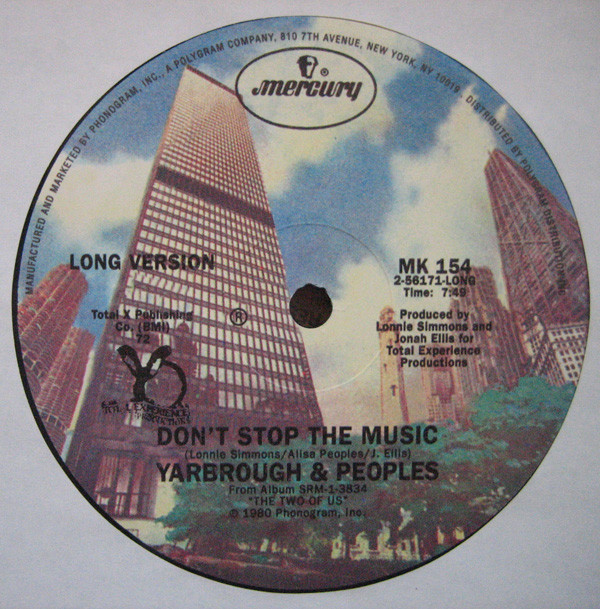 MANUFACTURED AND MARKETED BY PHONOGRAM, INC., A POLYGRAM COMPANY, 810 7TH AVENUE, NEW YORK, NY 10019 . DISTRIBUTED BY POLYGRAM DISTRIBUTION, INC.
mercury ®
LONG VERSION
Total X Publishing
Co. (BMI)
72
®
MK 154
2-56171-LONG
Time: 7:49
Produced by
Lonnie Simmons and
Jonah Ellis for
Total Experience
Productions
DON'T STOP THE MUSIC
(Lonnie Simmons/Alisa Peoples/J. Ellis)
YARBROUGH & PEOPLES
From Album SRM-1-3834
"THE TWO OF US"
℗ 1980 Phonogram, Inc.